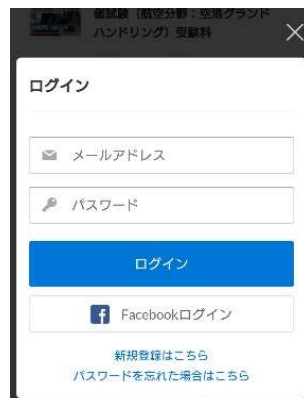 価試験（航空分野：空港グランド
ハンドリング）受験料
ログイン
メールアドレス
パスワード
ログイン
Facebookログイン
新規登録はこちら
パスワードを忘れた場合はこちら